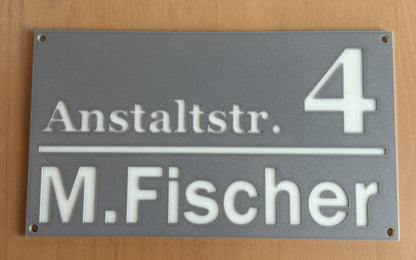 Anstaltstr. 4
M.Fischer